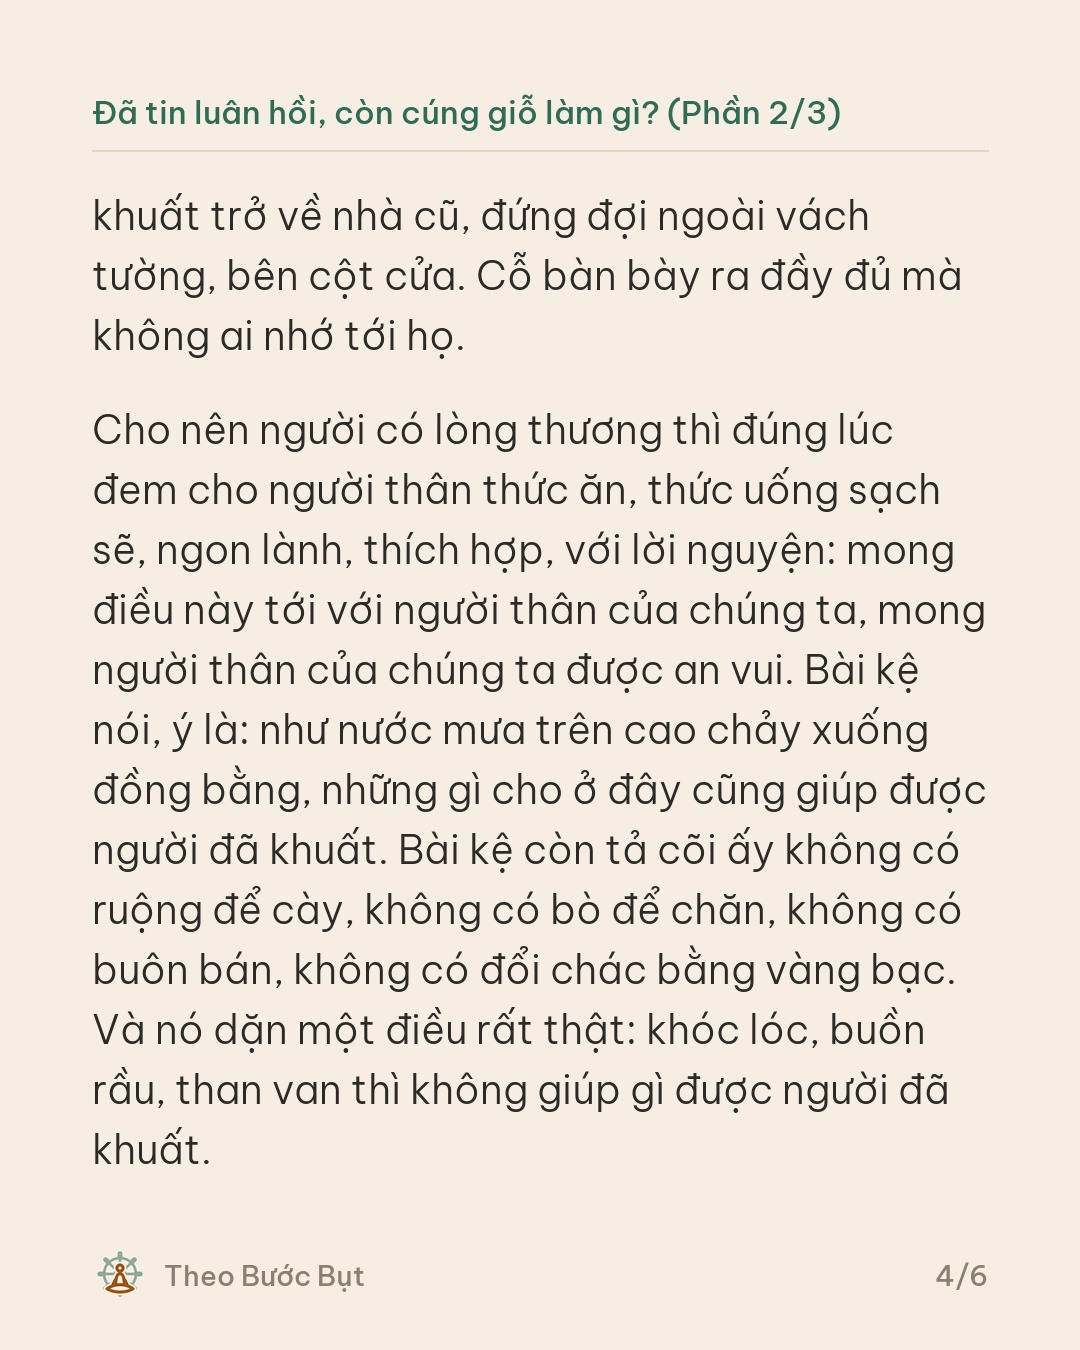 Đã tin luân hồi, còn cúng giỗ làm gì? (Phần 2/3)
khuất trở về nhà cũ, đứng đợi ngoài vách
tường, bên cột cửa. Cỗ bàn bày ra đầy đủ mà
không ai nhớ tới họ.
Cho nên người có lòng thương thì đúng lúc
đem cho người thân thức ăn, thức uống sạch
sẽ, ngon lành, thích hợp, với lời nguyện: mong
điều này tới với người thân của chúng ta, mong
người thân của chúng ta được an vui. Bài kệ
nói, ý là: như nước mưa trên cao chảy xuống
đồng bằng, những gì cho ở đây cũng giúp được
người đã khuất. Bài kệ còn tả cõi ấy không có
ruộng để cày, không có bò để chăn, không có
buôn bán, không có đổi chác bằng vàng bạc.
Và nó dặn một điều rất thật: khóc lóc, buồn
rầu, than van thì không giúp gì được người đã
khuất.
Theo Bước Bụt
4/6